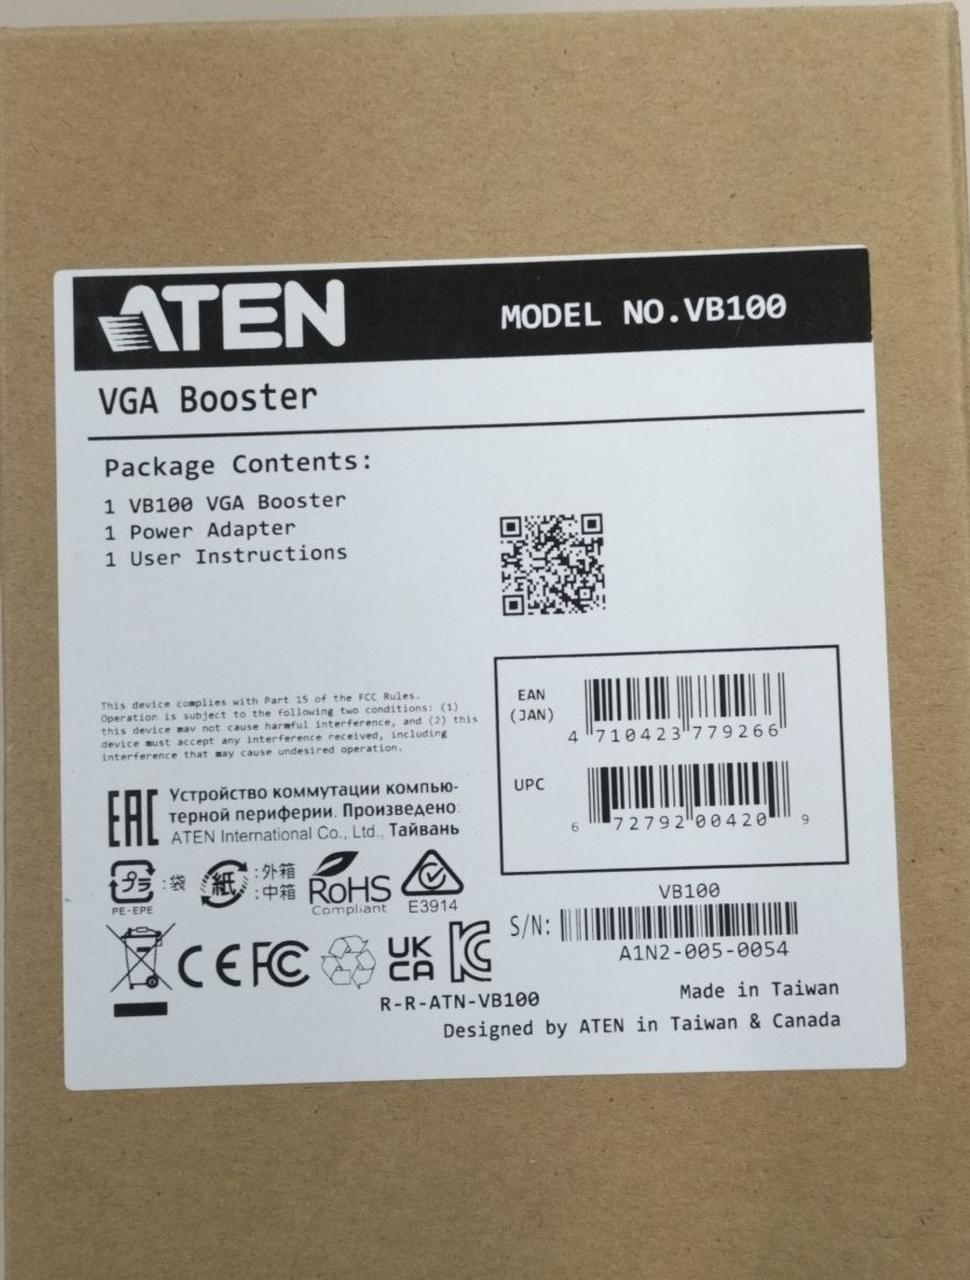 ATEN
MODEL NO.VB100
VGA Booster
Package Contents:
1 VB100 VGA Booster
1 Power Adapter
1 User Instructions
This device complies with Part 15 of the FCC Rules.
Operation is subject to the following two conditions: (1)
this device may not cause harmful interference, and (2) this
device must accept any interference received, including
interference that may cause undesired operation.
EAN
(JAN)
4 710423 779266
UPC
6 72792 00420 9
EAC
Устройство коммутации компью-
терной периферии. Произведено:
ATEN International Co., Ltd., Тайвань
プラ :袋
PE-EPE
紙 :外箱
:中箱
RoHS
Compliant
E3914
VB100
S/N:
A1N2-005-0054
CE FC UK
CA KC
R-R-ATN-VB100
Made in Taiwan
Designed by ATEN in Taiwan & Canada